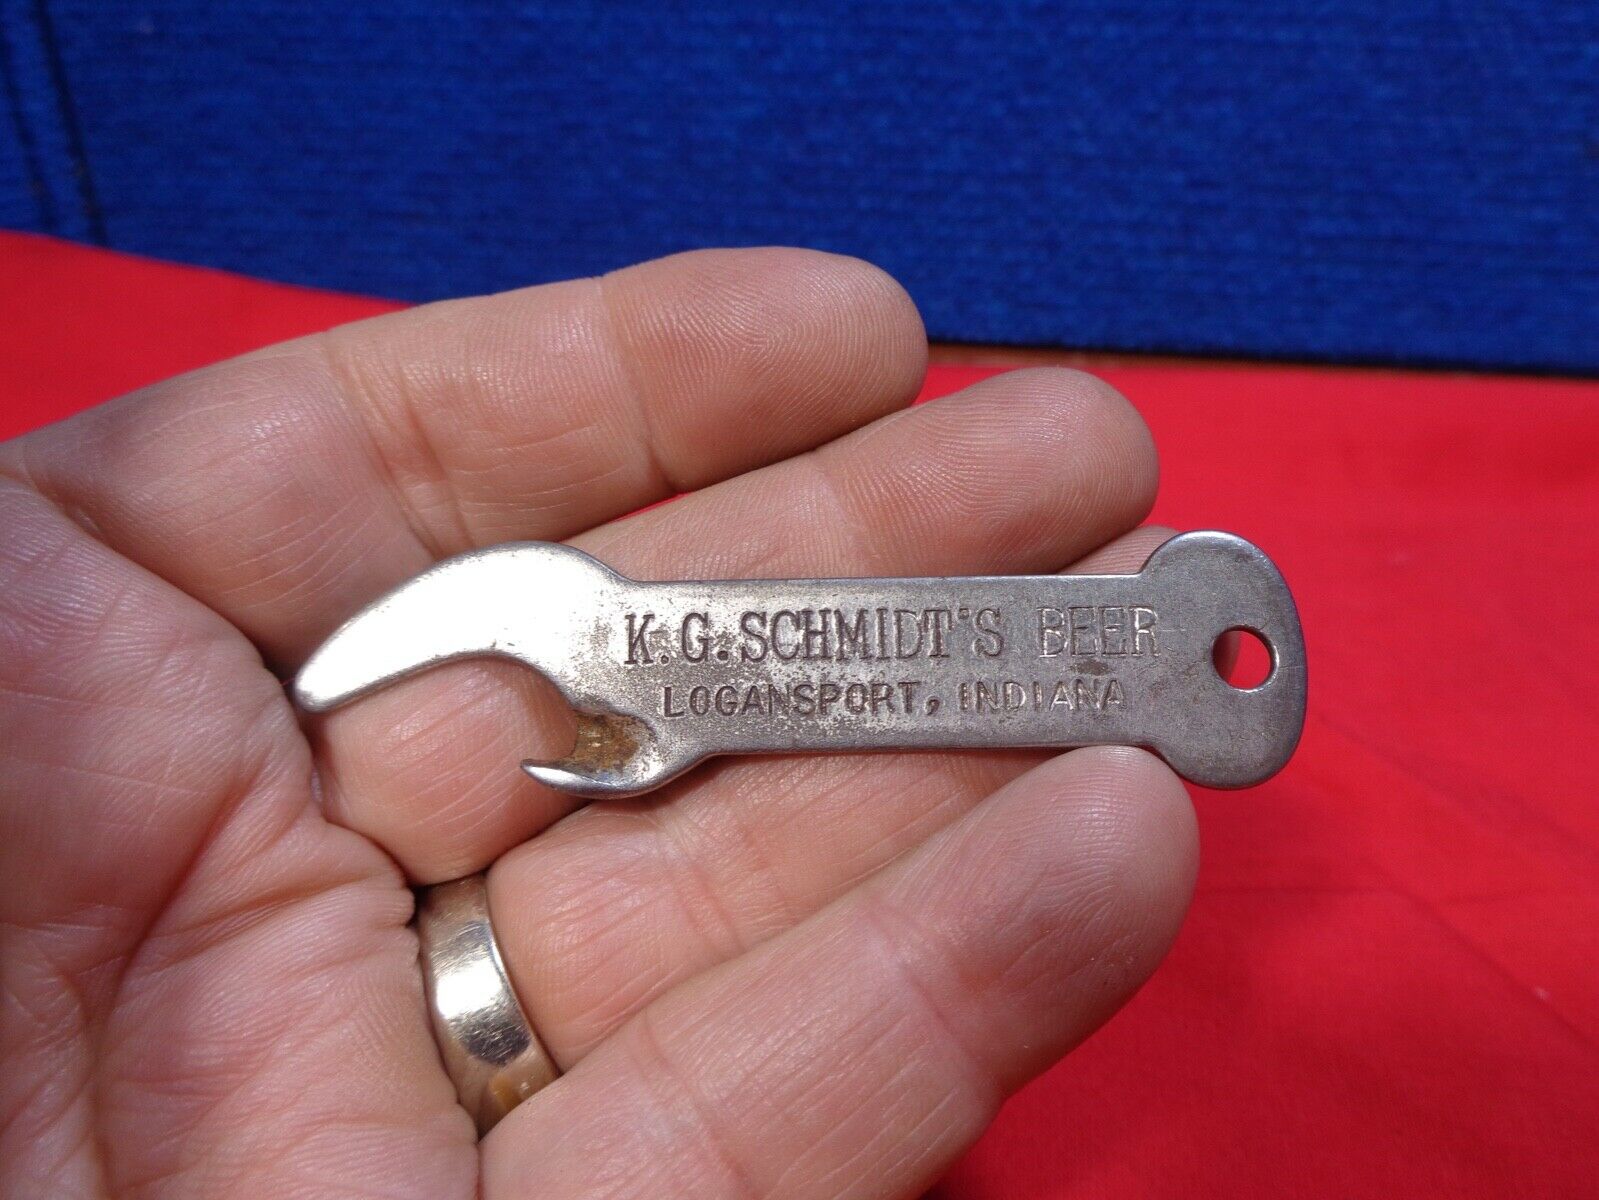 K.G. SCHMIDT'S BEER
LOGANSPORT, INDIANA